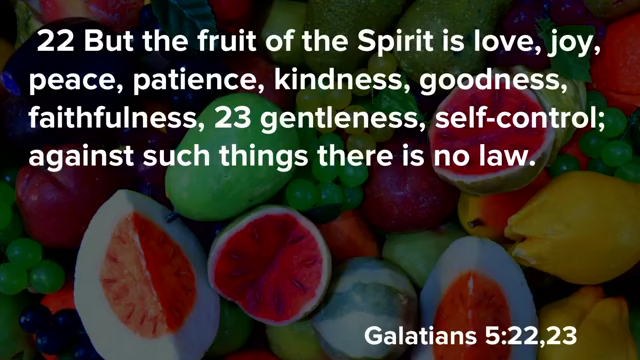 22 But the fruit of the Spirit is love, joy,
peace, patience, kindness, goodness,
faithfulness, 23 gentleness, self-control;
against such things there is no law.
Galatians 5:22,23